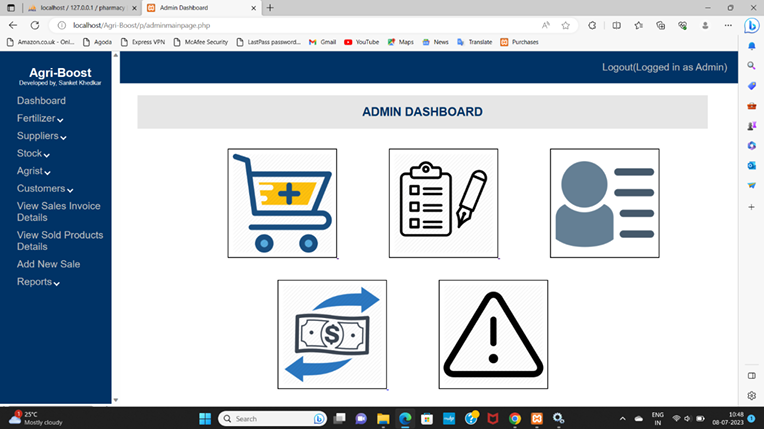 localhost / 127.0.0.1 / pharmacy
Admin Dashboard
localhost/Agri-Boost/p/adminmainpage.php
Amazon.co.uk - Onl...
Agoda
Express VPN
McAfee Security
LastPass password...
Gmail
YouTube
Maps
News
Translate
Purchases
Agri-Boost
Developed by, Sanket Khedkar
Logout(Logged in as Admin)
Dashboard
Fertilizer
Suppliers
Stock
Agrist
Customers
View Sales Invoice
Details
View Sold Products
Details
Add New Sale
Reports
ADMIN DASHBOARD
$
25°C
Mostly cloudy
Search
ENG
IN
10:48
08-07-2023